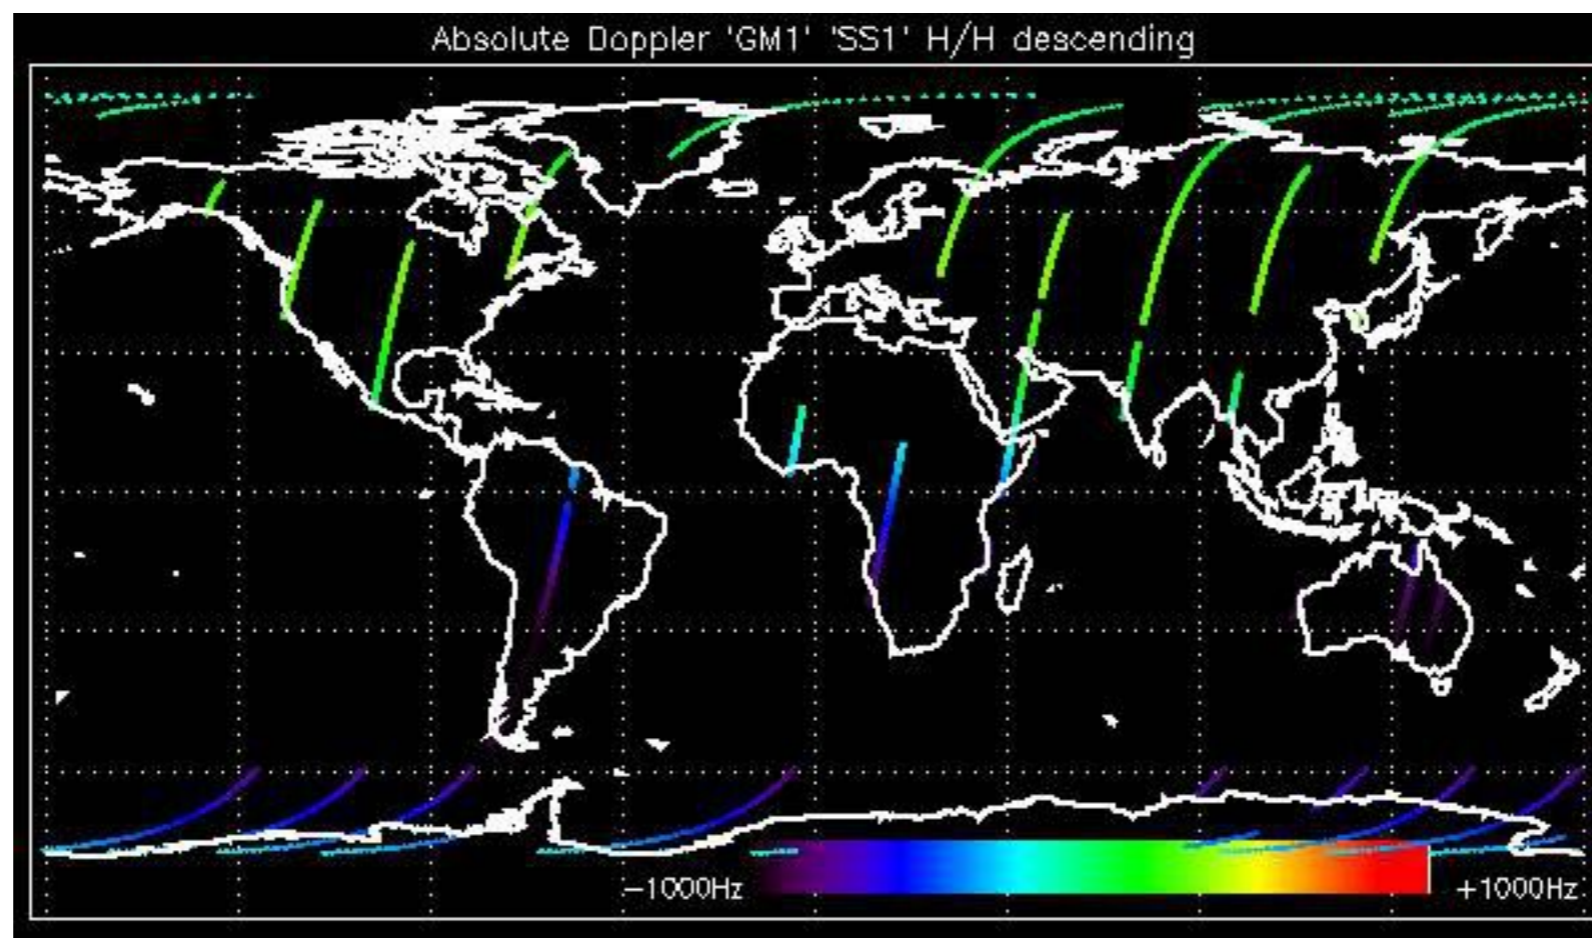 Absolute Doppler 'GM1' 'SS1' H/H descending
−1000Hz
+1000Hz